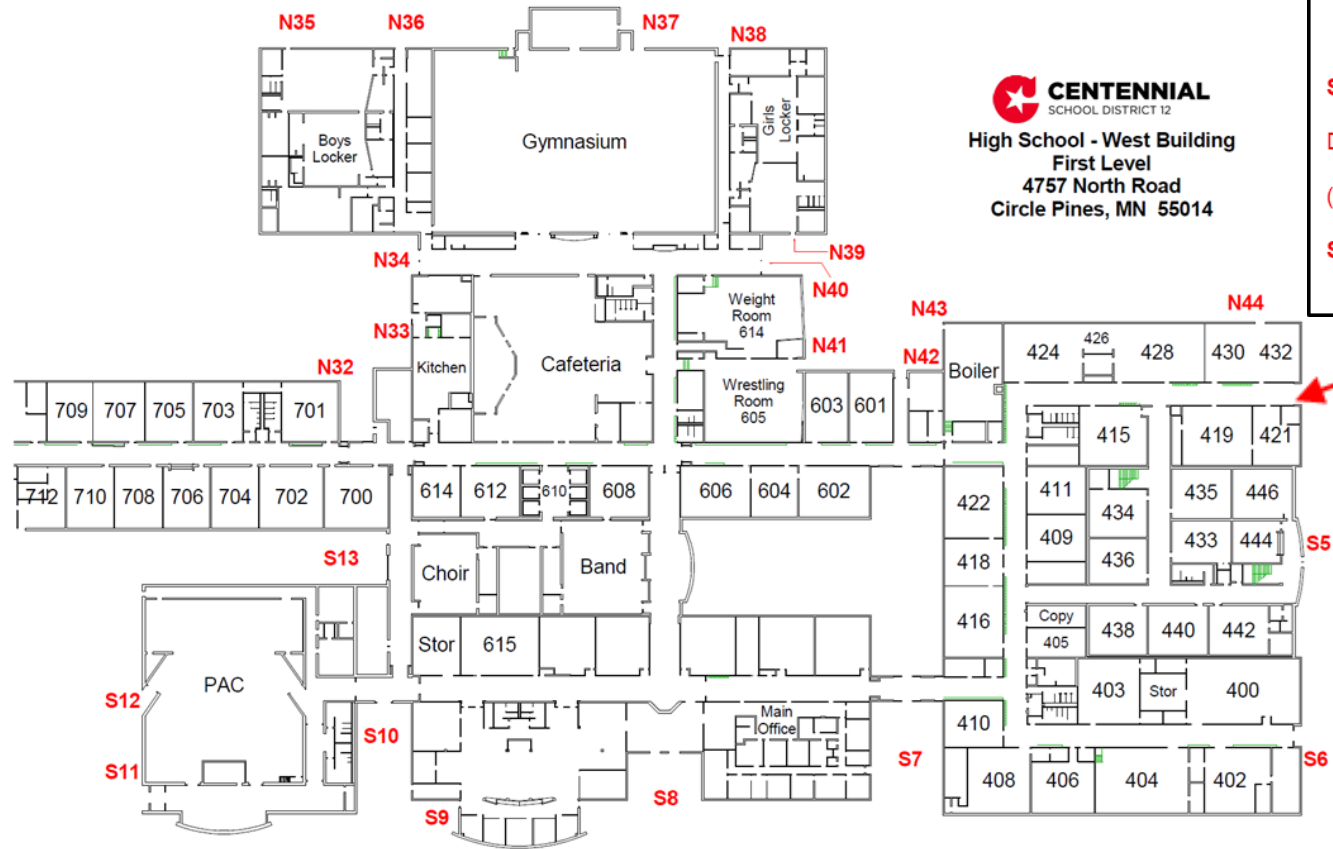 N35
N36
N37
N38
CENTENNIAL
SCHOOL DISTRICT 12
High School - West Building
First Level
4757 North Road
Circle Pines, MN 55014
Boys
Locker
Gymnasium
Girls
Locker
N39
N34
N40
Weight
Room
614
N33
N43
N44
N41
N42
424
426
428
430
432
Kitchen
Cafeteria
Boiler
N32
709
707
705
703
701
Wrestling
Room
605
603
601
415
419
421
712
710
708
706
704
702
700
614
612
610
608
606
604
602
422
411
434
435
446
S13
Choir
Band
418
409
436
433
444
S5
416
Copy
405
438
440
442
Stor
615
PAC
S12
403
Stor
400
S10
Main
Office
410
S11
S7
S6
S8
408
406
404
402
S9